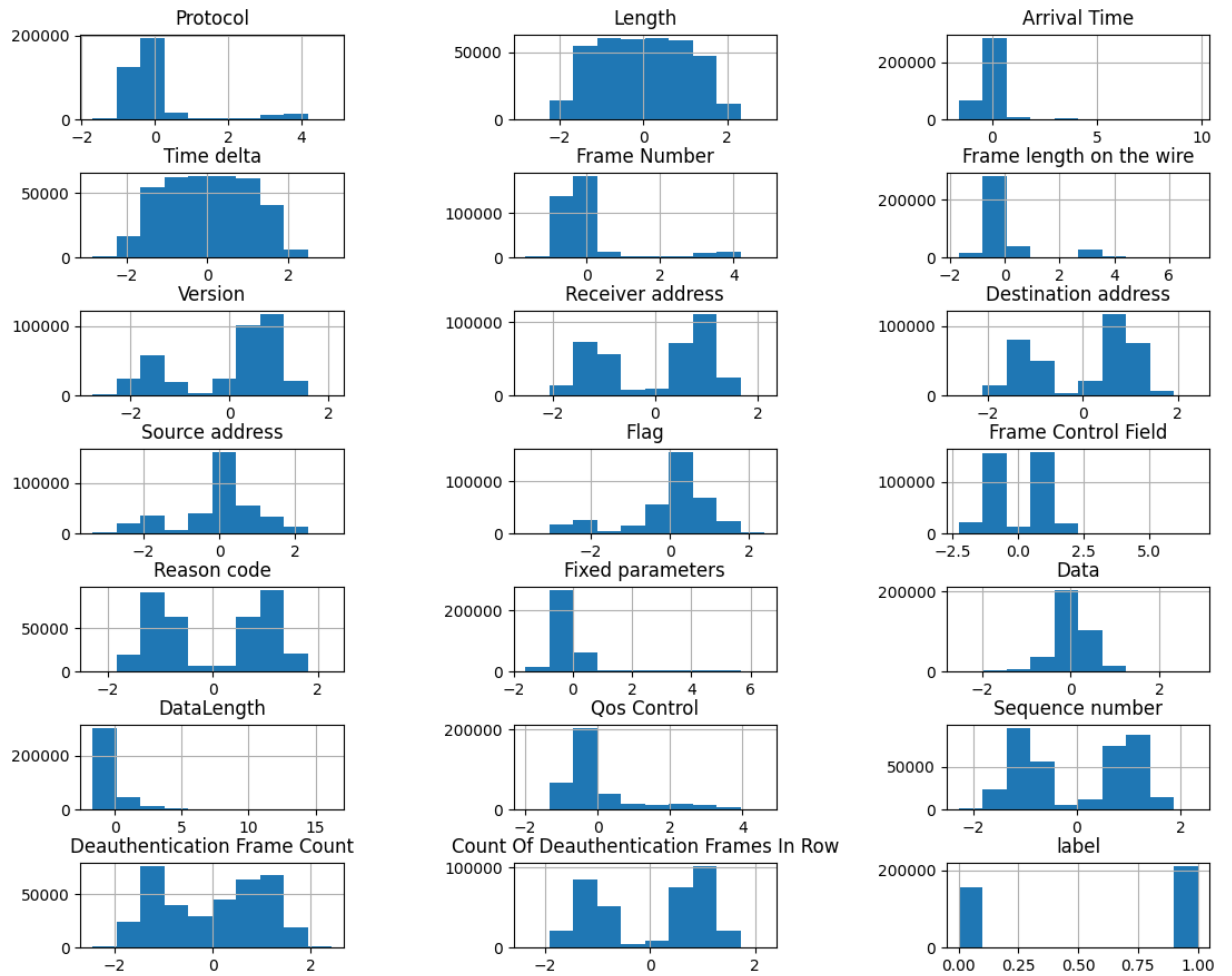 Protocol Length Arrival Time
200000
0
−2 0 2 4
50000
0
−2 0 2
200000
0
0 5 10
Time delta Frame Number Frame length on the wire
50000
0
−2 0 2
100000
0
0 2 4
200000
0
−2 0 2 4 6
Version Receiver address Destination address
100000
0
−2 0 2
100000
0
−2 0 2
100000
0
−2 0 2
Source address Flag Frame Control Field
100000
0
−2 0 2
100000
0
−2 0 2
100000
0
−2.5 0.0 2.5 5.0
Reason code Fixed parameters Data
50000
0
−2 0 2
200000
0
−2 0 2 4 6
200000
0
−2 0 2
DataLength Qos Control Sequence number
200000
0
0 5 10 15
200000
0
0 2 4
50000
0
−2 0 2
Deauthentication Frame Count Count Of Deauthentication Frames In Row label
50000
0
−2 0 2
100000
0
−2 0 2
200000
0
0.00 0.25 0.50 0.75 1.00